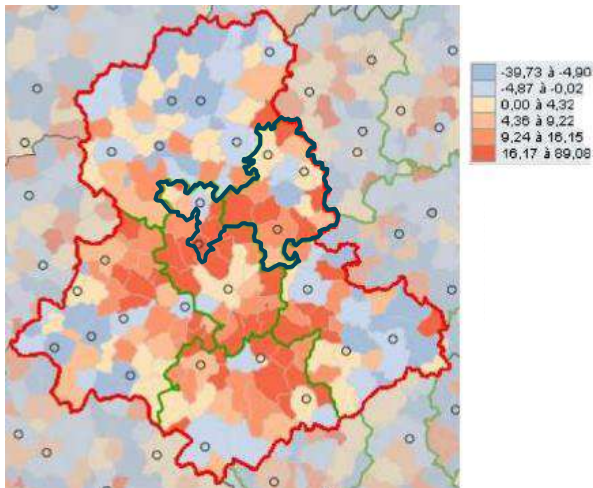 -39,73 à -4,90
-4,87 à -0,02
0,00 à 4,32
4,36 à 9,22
9,24 à 16,15
16,17 à 89,08